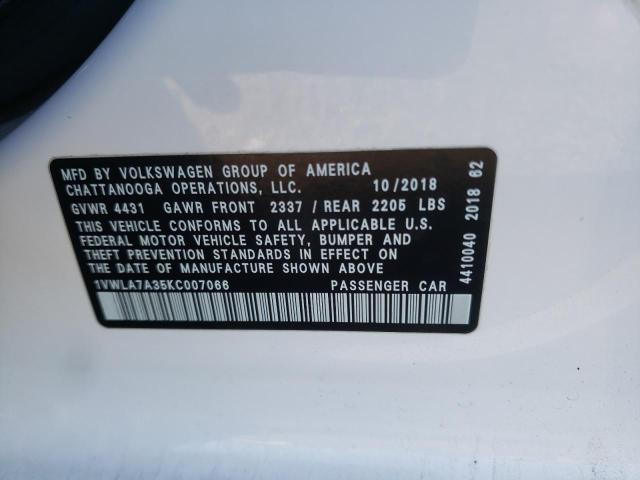 MFD BY VOLKSWAGEN GROUP OF AMERICA
CHATTANOOGA OPERATIONS, LLC. 10/2018
GVWR 4431 GAWR FRONT 2337 / REAR 2205 LBS
THIS VEHICLE CONFORMS TO ALL APPLICABLE U.S.
FEDERAL MOTOR VEHICLE SAFETY, BUMPER AND
THEFT PREVENTION STANDARDS IN EFFECT ON
THE DATE OF MANUFACTURE SHOWN ABOVE
1VWLA7A35KC007066 PASSENGER CAR
4410040 2018 62